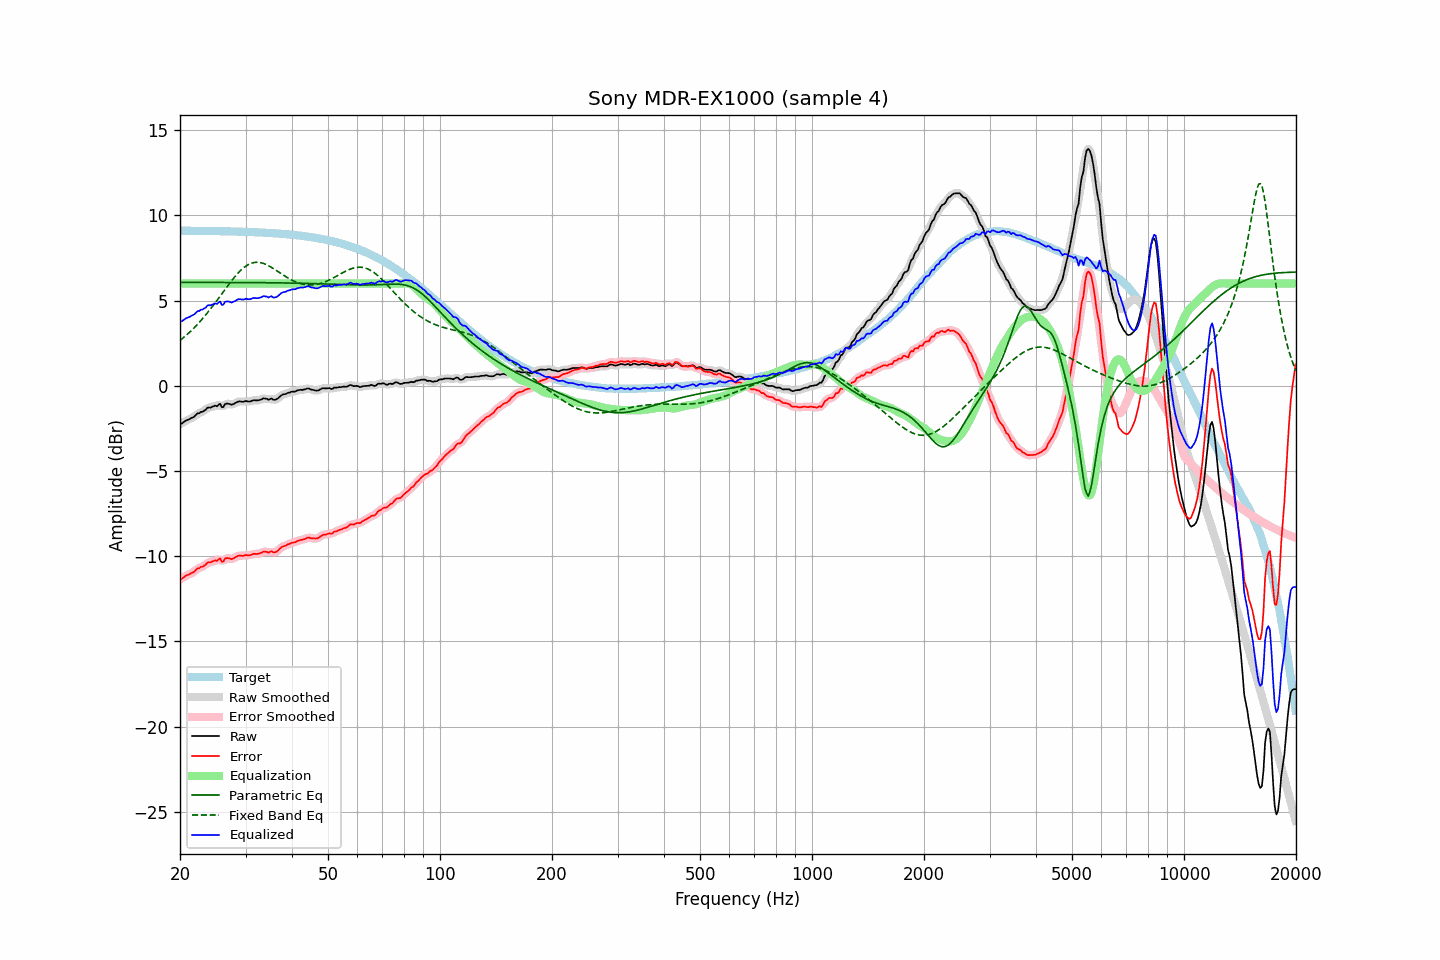 Sony MDR-EX1000 (sample 4)
15
10
5
0
−5
−10
−15
−20
−25
Amplitude (dBr)
Target
Raw Smoothed
Error Smoothed
Raw
Error
Equalization
Parametric Eq
Fixed Band Eq
Equalized
20 50 100 200 500 1000 2000 5000 10000 20000
Frequency (Hz)